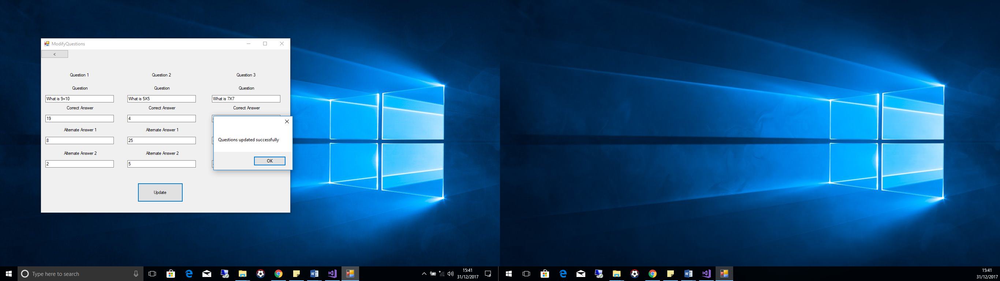 ModifyQuestions
<
Question 1
Question 2
Question 3
Question
Question
Question
What is 9+10
What is 5X5
What is 7X7
Correct Answer
Correct Answer
Correct Answer
19
4
Alternate Answer 1
Alternate Answer 1
8
25
Alternate Answer 2
Alternate Answer 2
2
5
Questions updated successfully
OK
Update
Type here to search
15:41
31/12/2017
15:41
31/12/2017